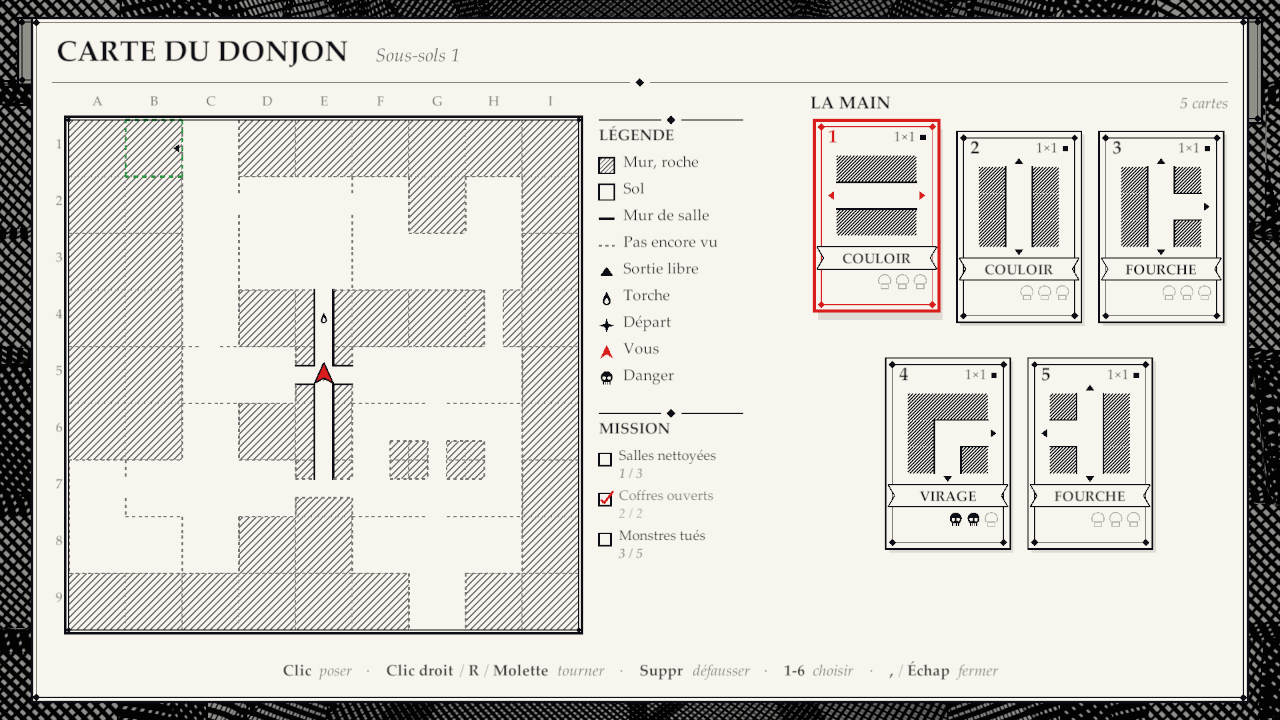 CARTE DU DONJON Sous-sols 1
A B C D E F G H I
1
2
3
4
5
6
7
8
9
LÉGENDE
Mur, roche
Sol
Mur de salle
Pas encore vu
Sortie libre
Torche
Départ
Vous
Danger
MISSION
Salles nettoyées
1 / 3
Coffres ouverts
2 / 2
Monstres tués
3 / 5
LA MAIN 5 cartes
1 1×1
COULOIR
2 1×1
COULOIR
3 1×1
FOURCHE
4 1×1
VIRAGE
5 1×1
FOURCHE
Clic poser · Clic droit / R / Molette tourner · Suppr défausser · 1-6 choisir · , / Échap fermer